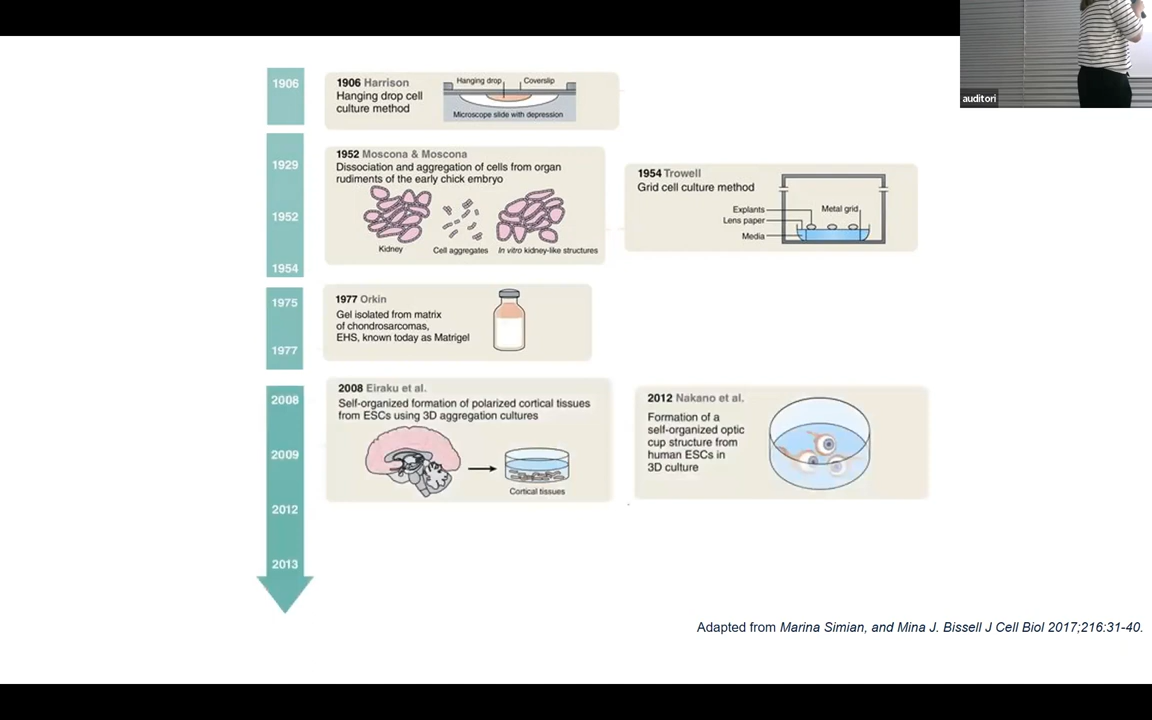 auditori
1906
1906 Harrison
Hanging drop cell
culture method
Hanging drop
Coverslip
Microscope slide with depression
1929
1952
1954
1952 Moscona & Moscona
Dissociation and aggregation of cells from organ
rudiments of the early chick embryo
Kidney
Cell aggregates
In vitro kidney-like structures
1954 Trowell
Grid cell culture method
Explants
Lens paper
Media
Metal grid
1975
1977
1977 Orkin
Gel isolated from matrix
of chondrosarcomas,
EHS, known today as Matrigel
2008
2009
2012
2013
2008 Eiraku et al.
Self-organized formation of polarized cortical tissues
from ESCs using 3D aggregation cultures
Cortical tissues
2012 Nakano et al.
Formation of a
self-organized optic
cup structure from
human ESCs in
3D culture
Adapted from Marina Simian, and Mina J. Bissell J Cell Biol 2017;216:31-40.